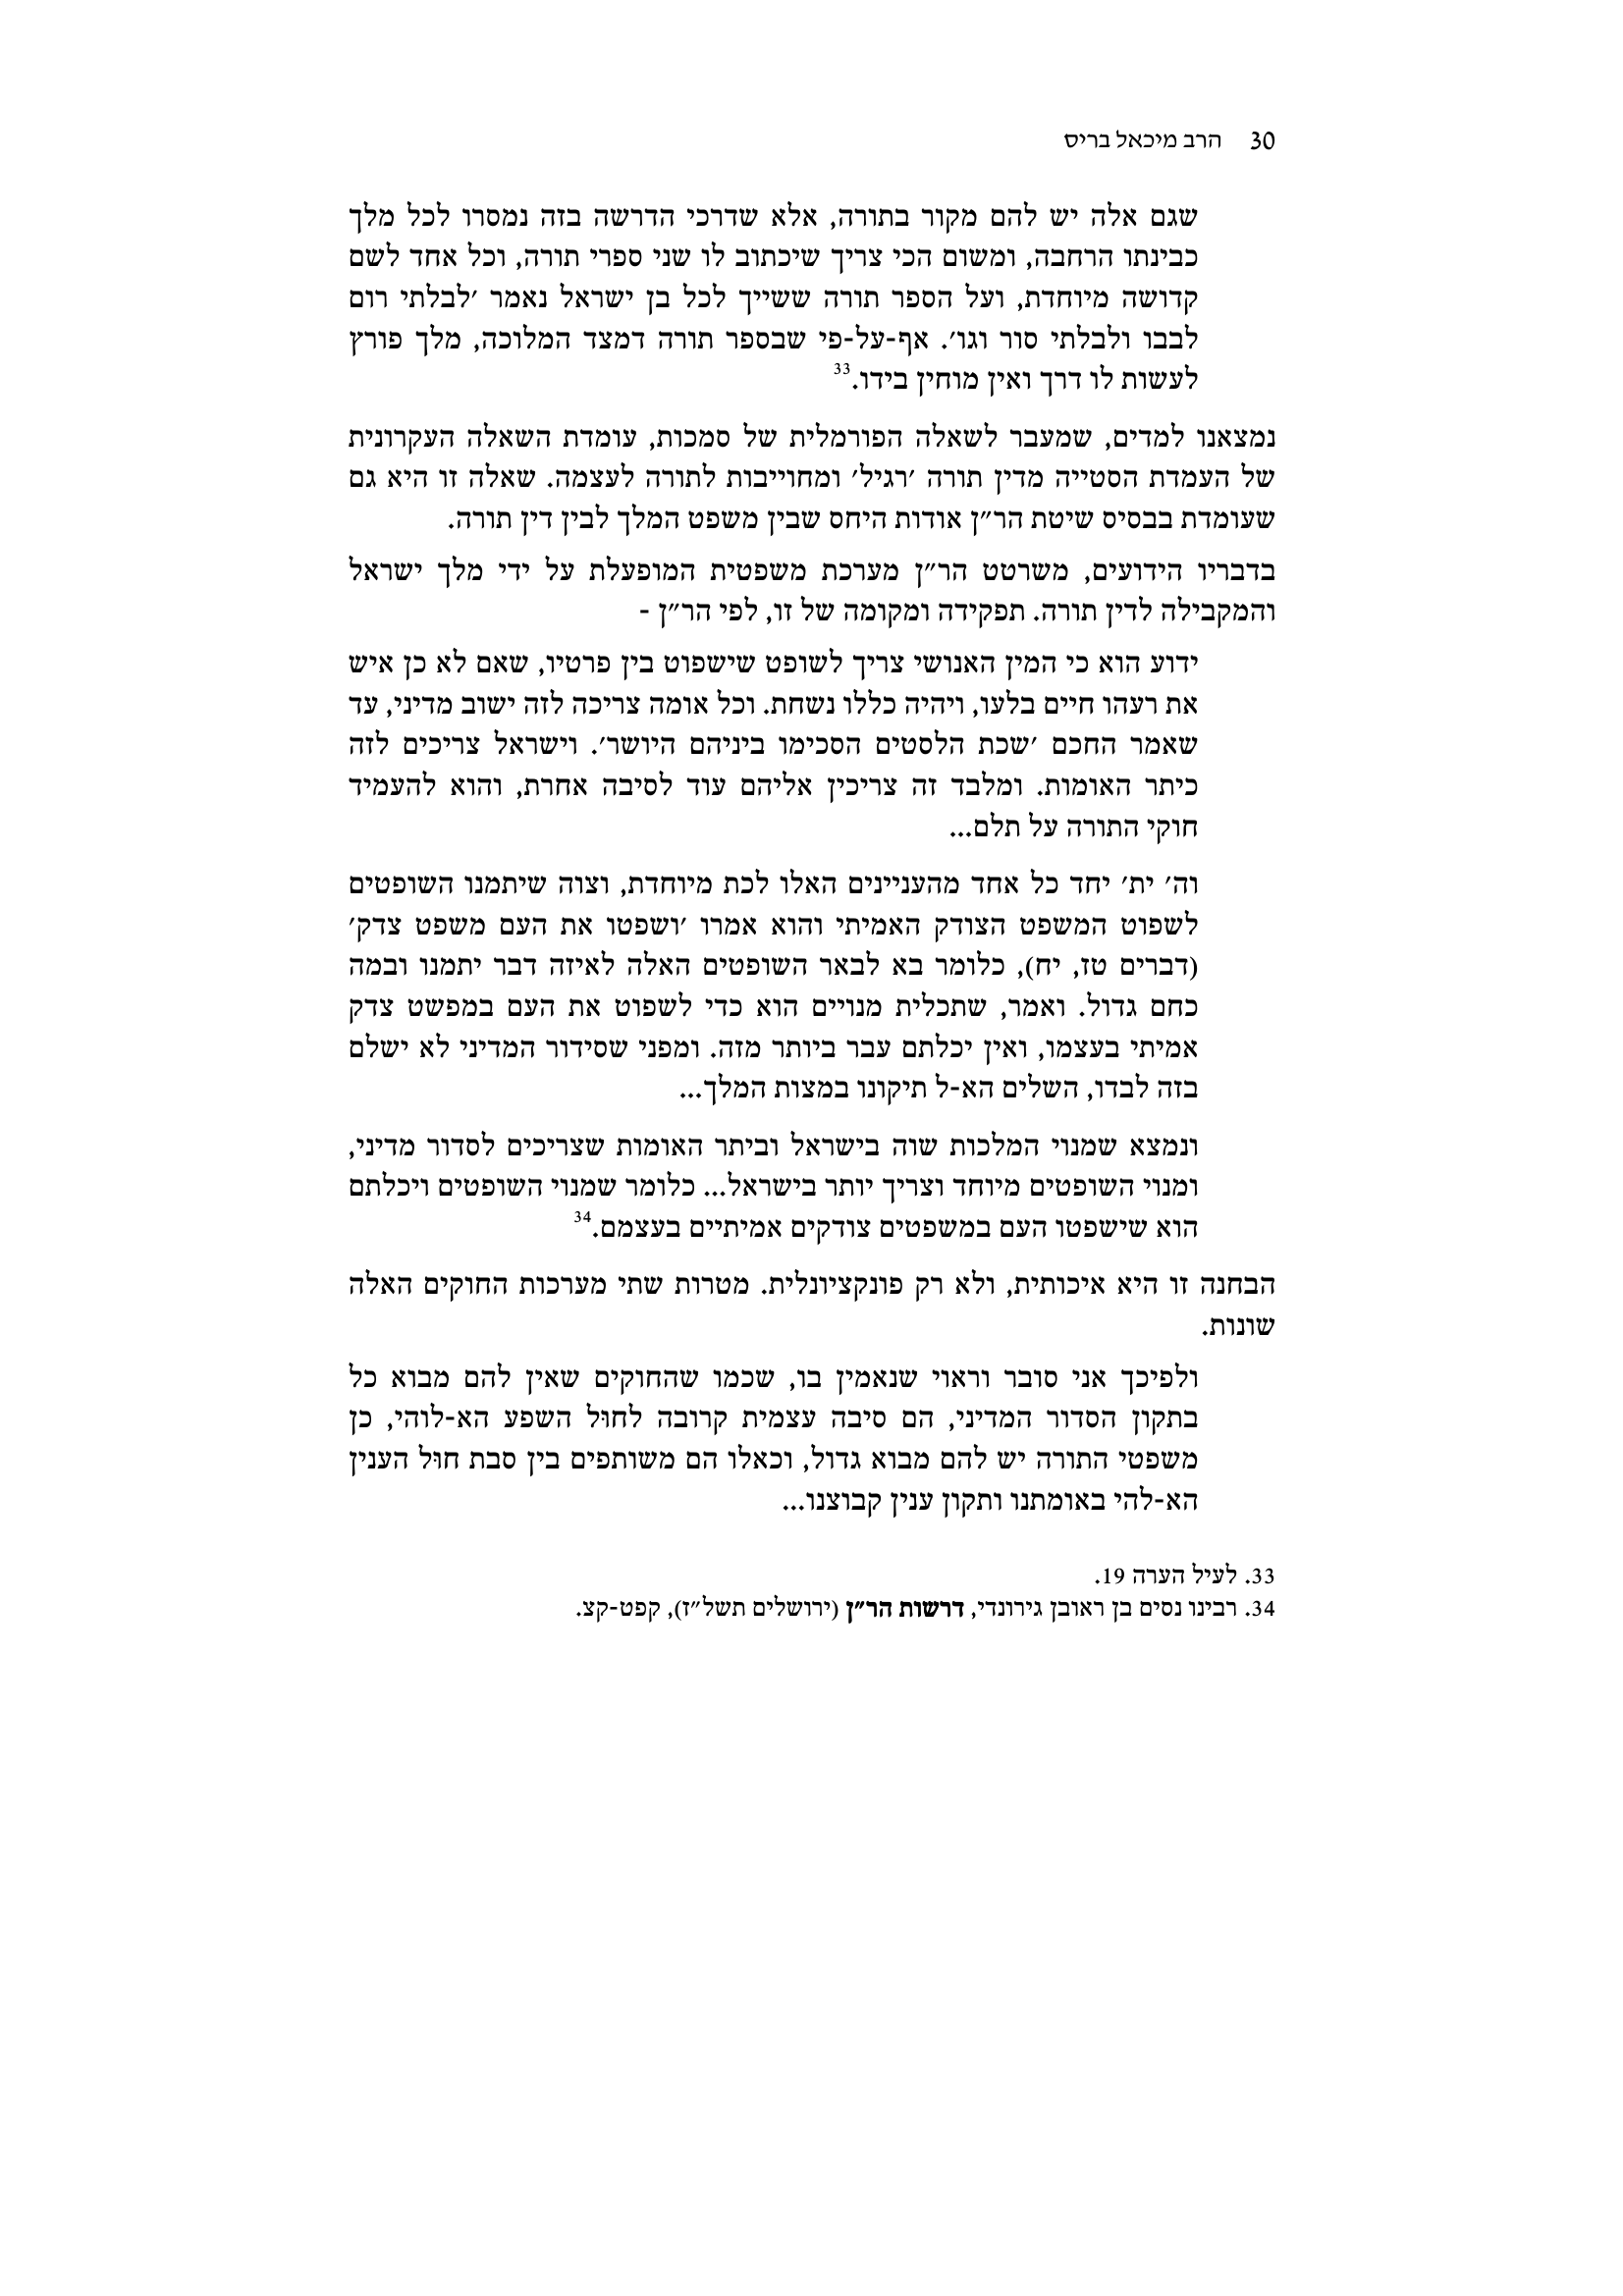 30 הרב מיכאל בריס
שגם אלה יש להם מקור בתורה, אלא שדרכי הדרשה בזה נמסרו לכל מלך
כבינתו הרחבה, ומשום הכי צריך שיכתוב לו שני ספרי תורה, וכל אחד לשם
קדושה מיוחדת, ועל הספר תורה ששייך לכל בן ישראל נאמר ׳לבלתי רום
לבבו ולבלתי סור וגו׳. אף-על-פי שבספר תורה דמצד המלוכה, מלך פורץ
לעשות לו דרך ואין מוחין בידו.33
נמצאנו למדים, שמעבר לשאלה הפורמלית של סמכות, עומדת השאלה העקרונית
של העמדת הסטייה מדין תורה ׳רגיל׳ ומחוייבות לתורה לעצמה. שאלה זו היא גם
שעומדת בבסיס שיטת הר״ן אודות היחס שבין משפט המלך לבין דין תורה.
בדבריו הידועים, משרטט הר״ן מערכת משפטית המופעלת על ידי מלך ישראל
והמקבילה לדין תורה. תפקידה ומקומה של זו, לפי הר״ן -
ידוע הוא כי המין האנושי צריך לשופט שישפוט בין פרטיו, שאם לא כן איש
את רעהו חיים בלעו, ויהיה כללו נשחת. וכל אומה צריכה לזה ישוב מדיני, עד
שאמר החכם ׳שכת הלסטים הסכימו ביניהם היושר׳. וישראל צריכים לזה
כיתר האומות. ומלבד זה צריכין אליהם עוד לסיבה אחרת, והוא להעמיד
חוקי התורה על תלם...
וה׳ ית׳ יחד כל אחד מהעניינים האלו לכת מיוחדת, וצוה שיתמנו השופטים
לשפוט המשפט הצודק האמיתי והוא אמרו ׳ושפטו את העם משפט צדק׳
(דברים טז, יח), כלומר בא לבאר השופטים האלה לאיזה דבר יתמנו ובמה
כחם גדול. ואמר, שתכלית מנויים הוא כדי לשפוט את העם במפשט צדק
אמיתי בעצמו, ואין יכלתם עבר ביותר מזה. ומפני שסידור המדיני לא ישלם
בזה לבדו, השלים הא-ל תיקונו במצות המלך...
ונמצא שמנוי המלכות שוה בישראל וביתר האומות שצריכים לסדור מדיני,
ומנוי השופטים מיוחד וצריך יותר בישראל... כלומר שמנוי השופטים ויכלתם
הוא שישפטו העם במשפטים צודקים אמיתיים בעצמם.34
הבחנה זו היא איכותית, ולא רק פונקציונלית. מטרות שתי מערכות החוקים האלה
שונות.
ולפיכך אני סובר וראוי שנאמין בו, שכמו שהחוקים שאין להם מבוא כל
בתקון הסדור המדיני, הם סיבה עצמית קרובה לחוּל השפע הא-לוהי, כן
משפטי התורה יש להם מבוא גדול, וכאלו הם משותפים בין סבת חוּל הענין
הא-להי באומתנו ותקון ענין קבוצנו...
33. לעיל הערה 19.
34. רבינו נסים בן ראובן גירונדי, דרשות הר״ן (ירושלים תשל״ז), קפט-קצ.